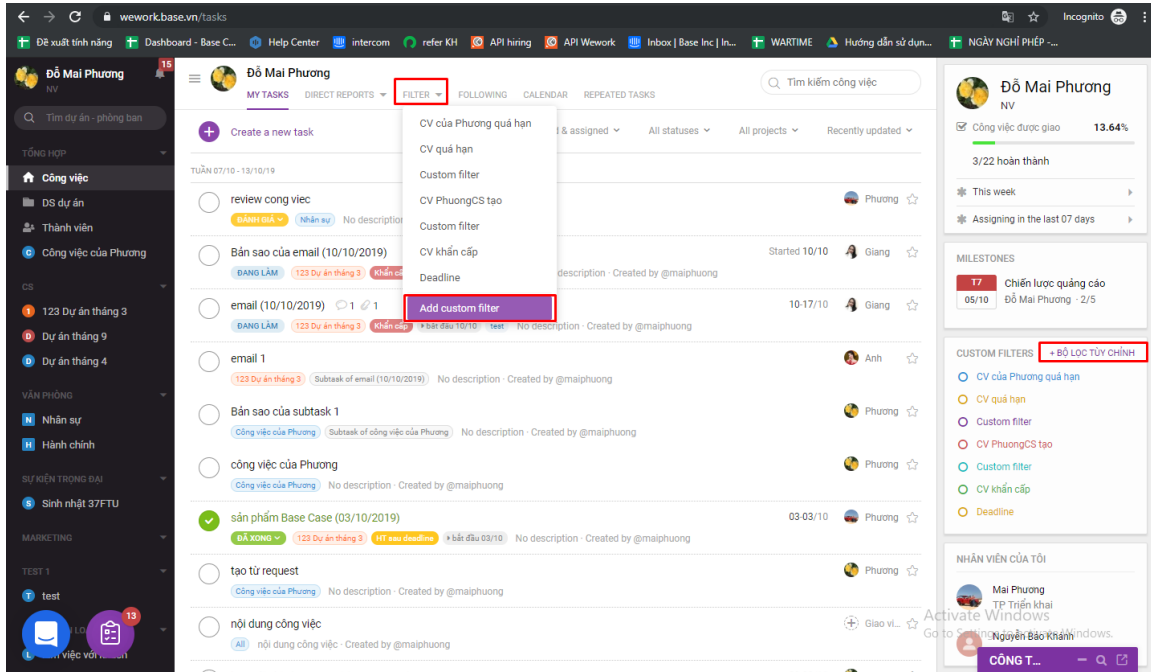 wework.base.vn/tasks
Incognito
Đề xuất tính năng
Dashboard - Base C...
Help Center
intercom
refer KH
API hiring
API Wework
Inbox | Base Inc | In...
WARTIME
Hướng dẫn sử dụn...
NGÀY NGHỈ PHÉP -...
Đỗ Mai Phương
15
NV
Tìm dự án - phòng ban
TỔNG HỢP
Công việc
DS dự án
Thành viên
C Công việc của Phương
CS
1 123 Dự án tháng 3
D Dự án tháng 9
D Dự án tháng 4
VĂN PHÒNG
N Nhân sự
H Hành chính
SỰ KIỆN TRỌNG ĐẠI
S Sinh nhật 37FTU
MARKETING
TEST 1
T test
13
Đỗ Mai Phương
MY TASKS DIRECT REPORTS FILTER FOLLOWING CALENDAR REPEATED TASKS
Tìm kiếm công việc
Create a new task
& assigned All statuses All projects Recently updated
CV của Phương quá hạn
CV quá hạn
Custom filter
CV PhuongCS tạo
Custom filter
CV khẩn cấp
Deadline
Add custom filter
TUẦN 07/10 - 13/10/19
review cong viec Phương
ĐÁNH GIÁ Nhân sự No description
Bản sao của email (10/10/2019) Started 10/10 Giang
ĐANG LÀM 123 Dự án tháng 3 Khẩn cấ description · Created by @maiphuong
email (10/10/2019) 1 1 10-17/10 Giang
ĐANG LÀM 123 Dự án tháng 3 Khẩn cấp bắt đầu 10/10 test No description · Created by @maiphuong
email 1 Anh
123 Dự án tháng 3 Subtask of email (10/10/2019) No description · Created by @maiphuong
Bản sao của subtask 1 Phương
Công việc của Phương Subtask of công việc của Phương No description · Created by @maiphuong
công việc của Phương Phương
Công việc của Phương No description · Created by @maiphuong
sản phẩm Base Case (03/10/2019) 03-03/10 Phương
ĐÃ XONG 123 Dự án tháng 3 HT sau deadline bắt đầu 03/10 No description · Created by @maiphuong
tạo từ request Phương
Công việc của Phương No description · Created by @maiphuong
nội dung công việc Giao vi...
All nội dung công việc · Created by @maiphuong
Đỗ Mai Phương
NV
Công việc được giao 13.64%
3/22 hoàn thành
This week
Assigning in the last 07 days
MILESTONES
T7 Chiến lược quảng cáo
05/10 Đỗ Mai Phương · 2/5
CUSTOM FILTERS + BỘ LỌC TÙY CHỈNH
CV của Phương quá hạn
CV quá hạn
Custom filter
CV PhuongCS tạo
Custom filter
CV khẩn cấp
Deadline
NHÂN VIÊN CỦA TÔI
Mai Phương
TP Triển khai
Activate Windows
Nguyễn Bảo Khánh
CÔNG T...